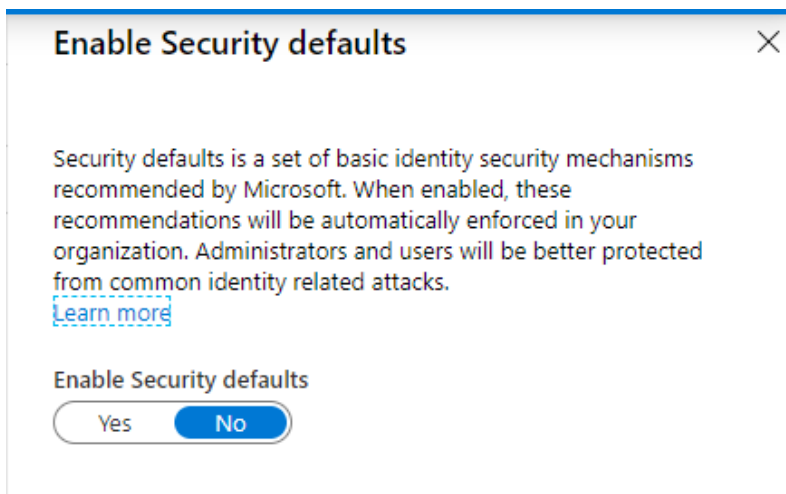 Enable Security defaults
Security defaults is a set of basic identity security mechanisms
recommended by Microsoft. When enabled, these
recommendations will be automatically enforced in your
organization. Administrators and users will be better protected
from common identity related attacks.
Learn more
Enable Security defaults
Yes No